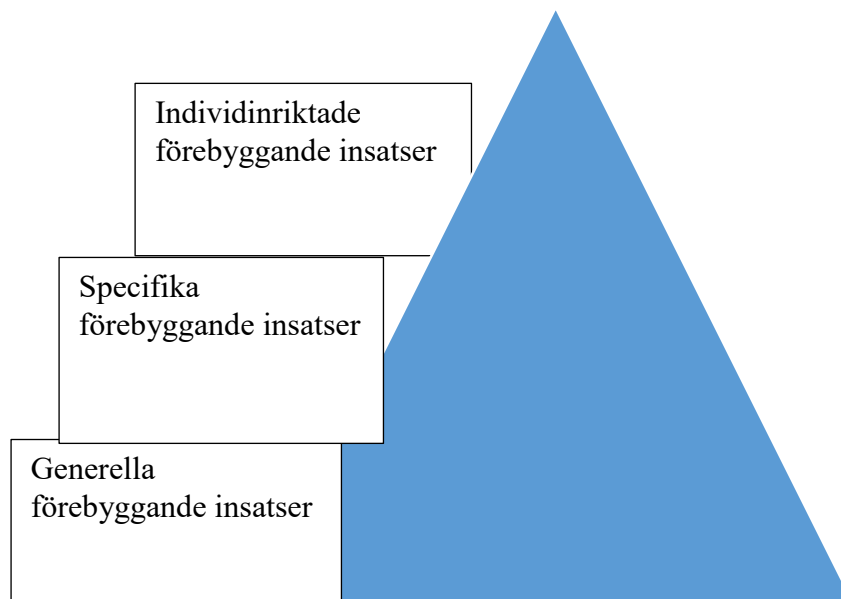 Individinriktade
förebyggande insatser
Specifika
förebyggande insatser
Generella
förebyggande insatser